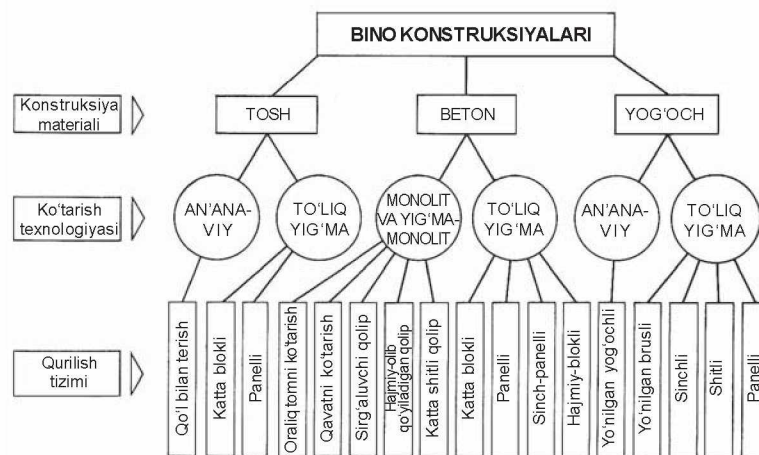 BINO KONSTRUKSIYALARI
Konstruksiya
materiali
TOSH
BETON
YOG‘OCH
Ko‘tarish
texnologiyasi
AN’ANA-
VIY
TO‘LIQ
YIG‘MA
MONOLIT
VA YIG‘MA-
MONOLIT
TO‘LIQ
YIG‘MA
AN’ANA-
VIY
TO‘LIQ
YIG‘MA
Qurilish
tizimi
Qo‘l bilan terish
Katta blokli
Panelli
Oraliq tomni ko‘tarish
Qavatni ko‘tarish
Sirg‘aluvchi qolip
Hajmiy-olib
qo‘yiladigan qolip
Katta shitli qolip
Katta blokli
Panelli
Sinch-panelli
Hajmiy-blokli
Yo‘nilgan yog‘ochli
Yo‘nilgan brusli
Sinchli
Shitli
Panelli